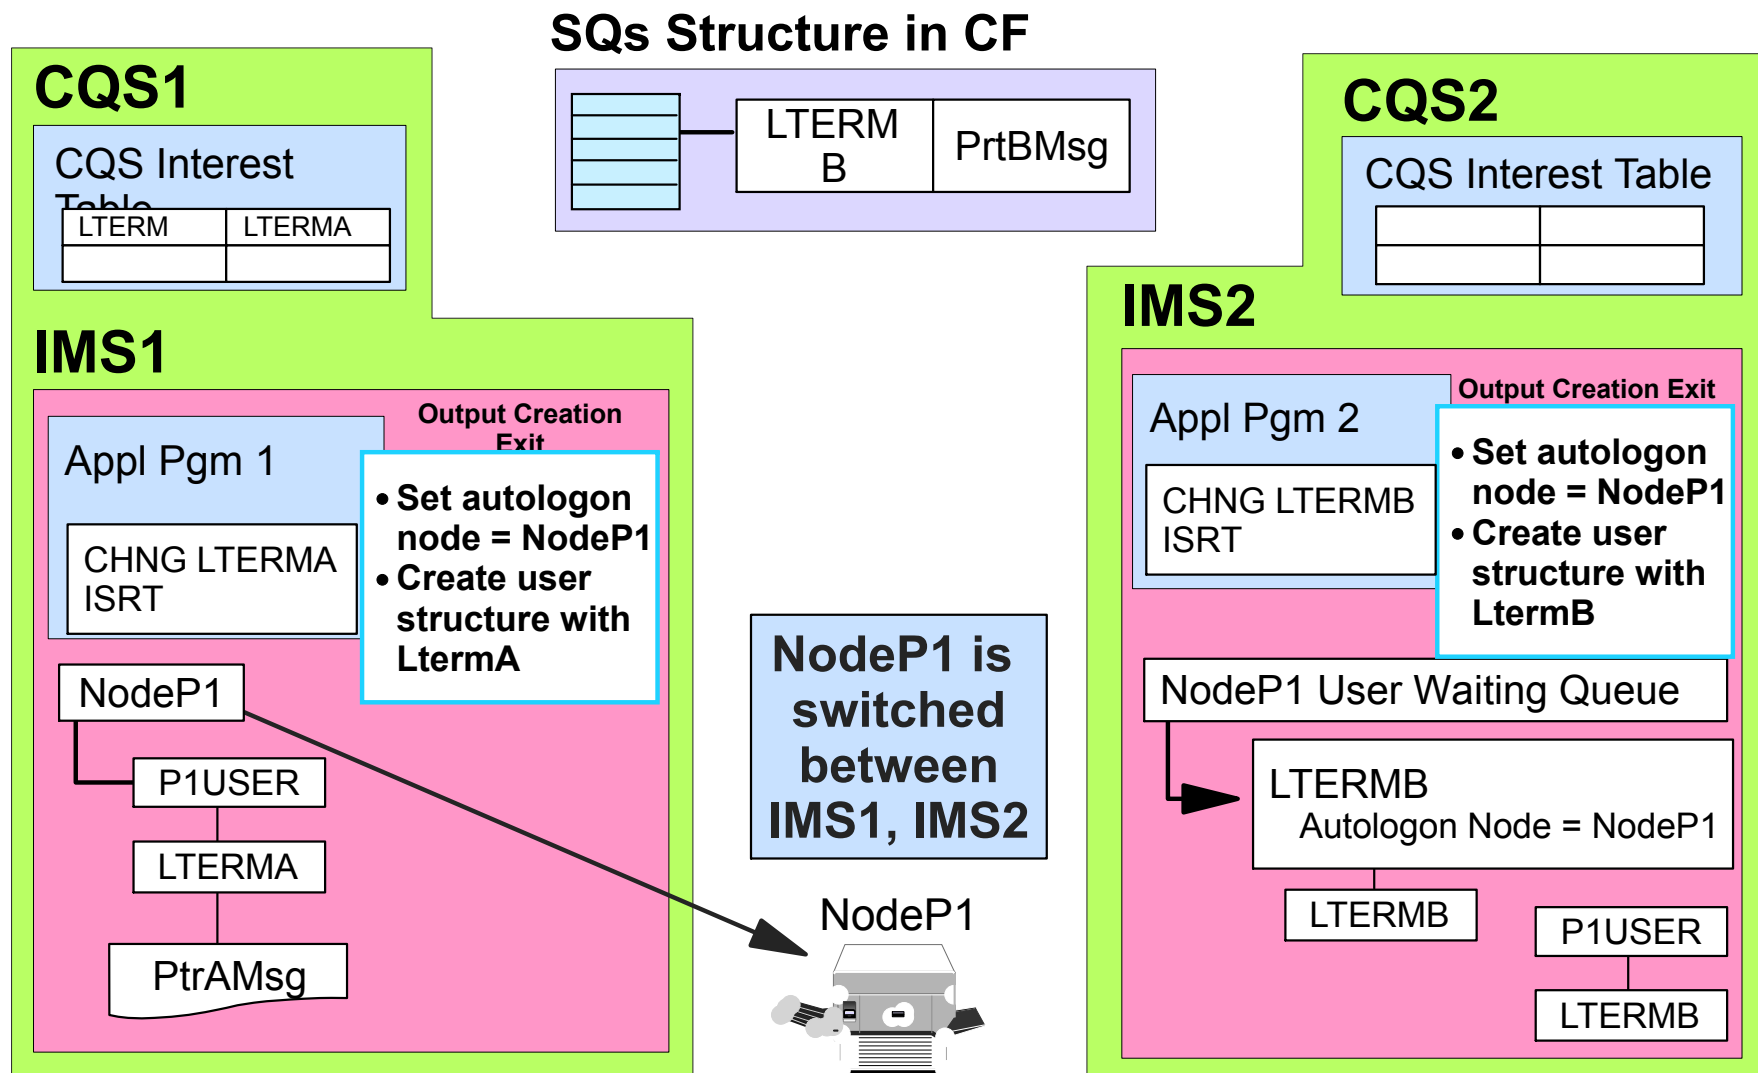 SQs Structure in CF
CQS1
CQS Interest
Table
LTERM LTERMA
LTERM
B
PrtBMsg
CQS2
CQS Interest Table
IMS1
Output Creation
Exit
Appl Pgm 1
CHNG LTERMA
ISRT
• Set autologon
node = NodeP1
• Create user
structure with
LtermA
NodeP1
P1USER
LTERMA
PtrAMsg
NodeP1 is
switched
between
IMS1, IMS2
NodeP1
IMS2
Output Creation Exit
Appl Pgm 2
CHNG LTERMB
ISRT
• Set autologon
node = NodeP1
• Create user
structure with
LtermB
NodeP1 User Waiting Queue
LTERMB
Autologon Node = NodeP1
LTERMB
P1USER
LTERMB